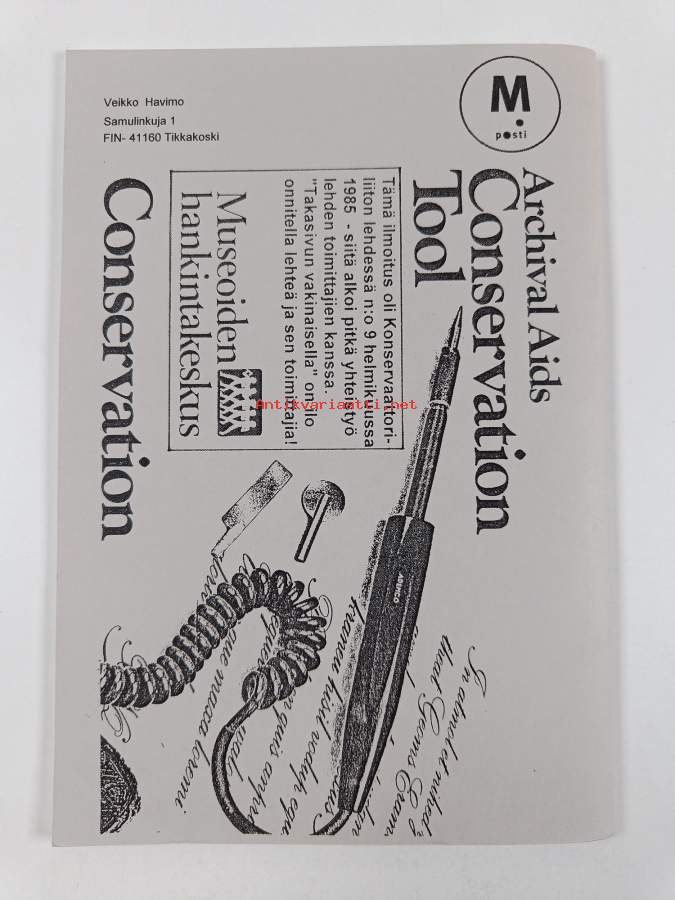 Veikko Havimo
Samulinkuja 1
FIN- 41160 Tikkakoski
M
posti
Archival Aids
Conservation
Tool
Tämä ilmoitus oli Konservaattori-
liiton lehdessä n:o 9 helmikuussa
1985 - siitä alkoi pitkä yhteistyö
lehden toimittajien kanssa.
"Takasivun vakinaisella" on ilo
onnitella lehteä ja sen toimittajia!
Museoiden
hankintakeskus
Conservation
Antikvariaatti.net